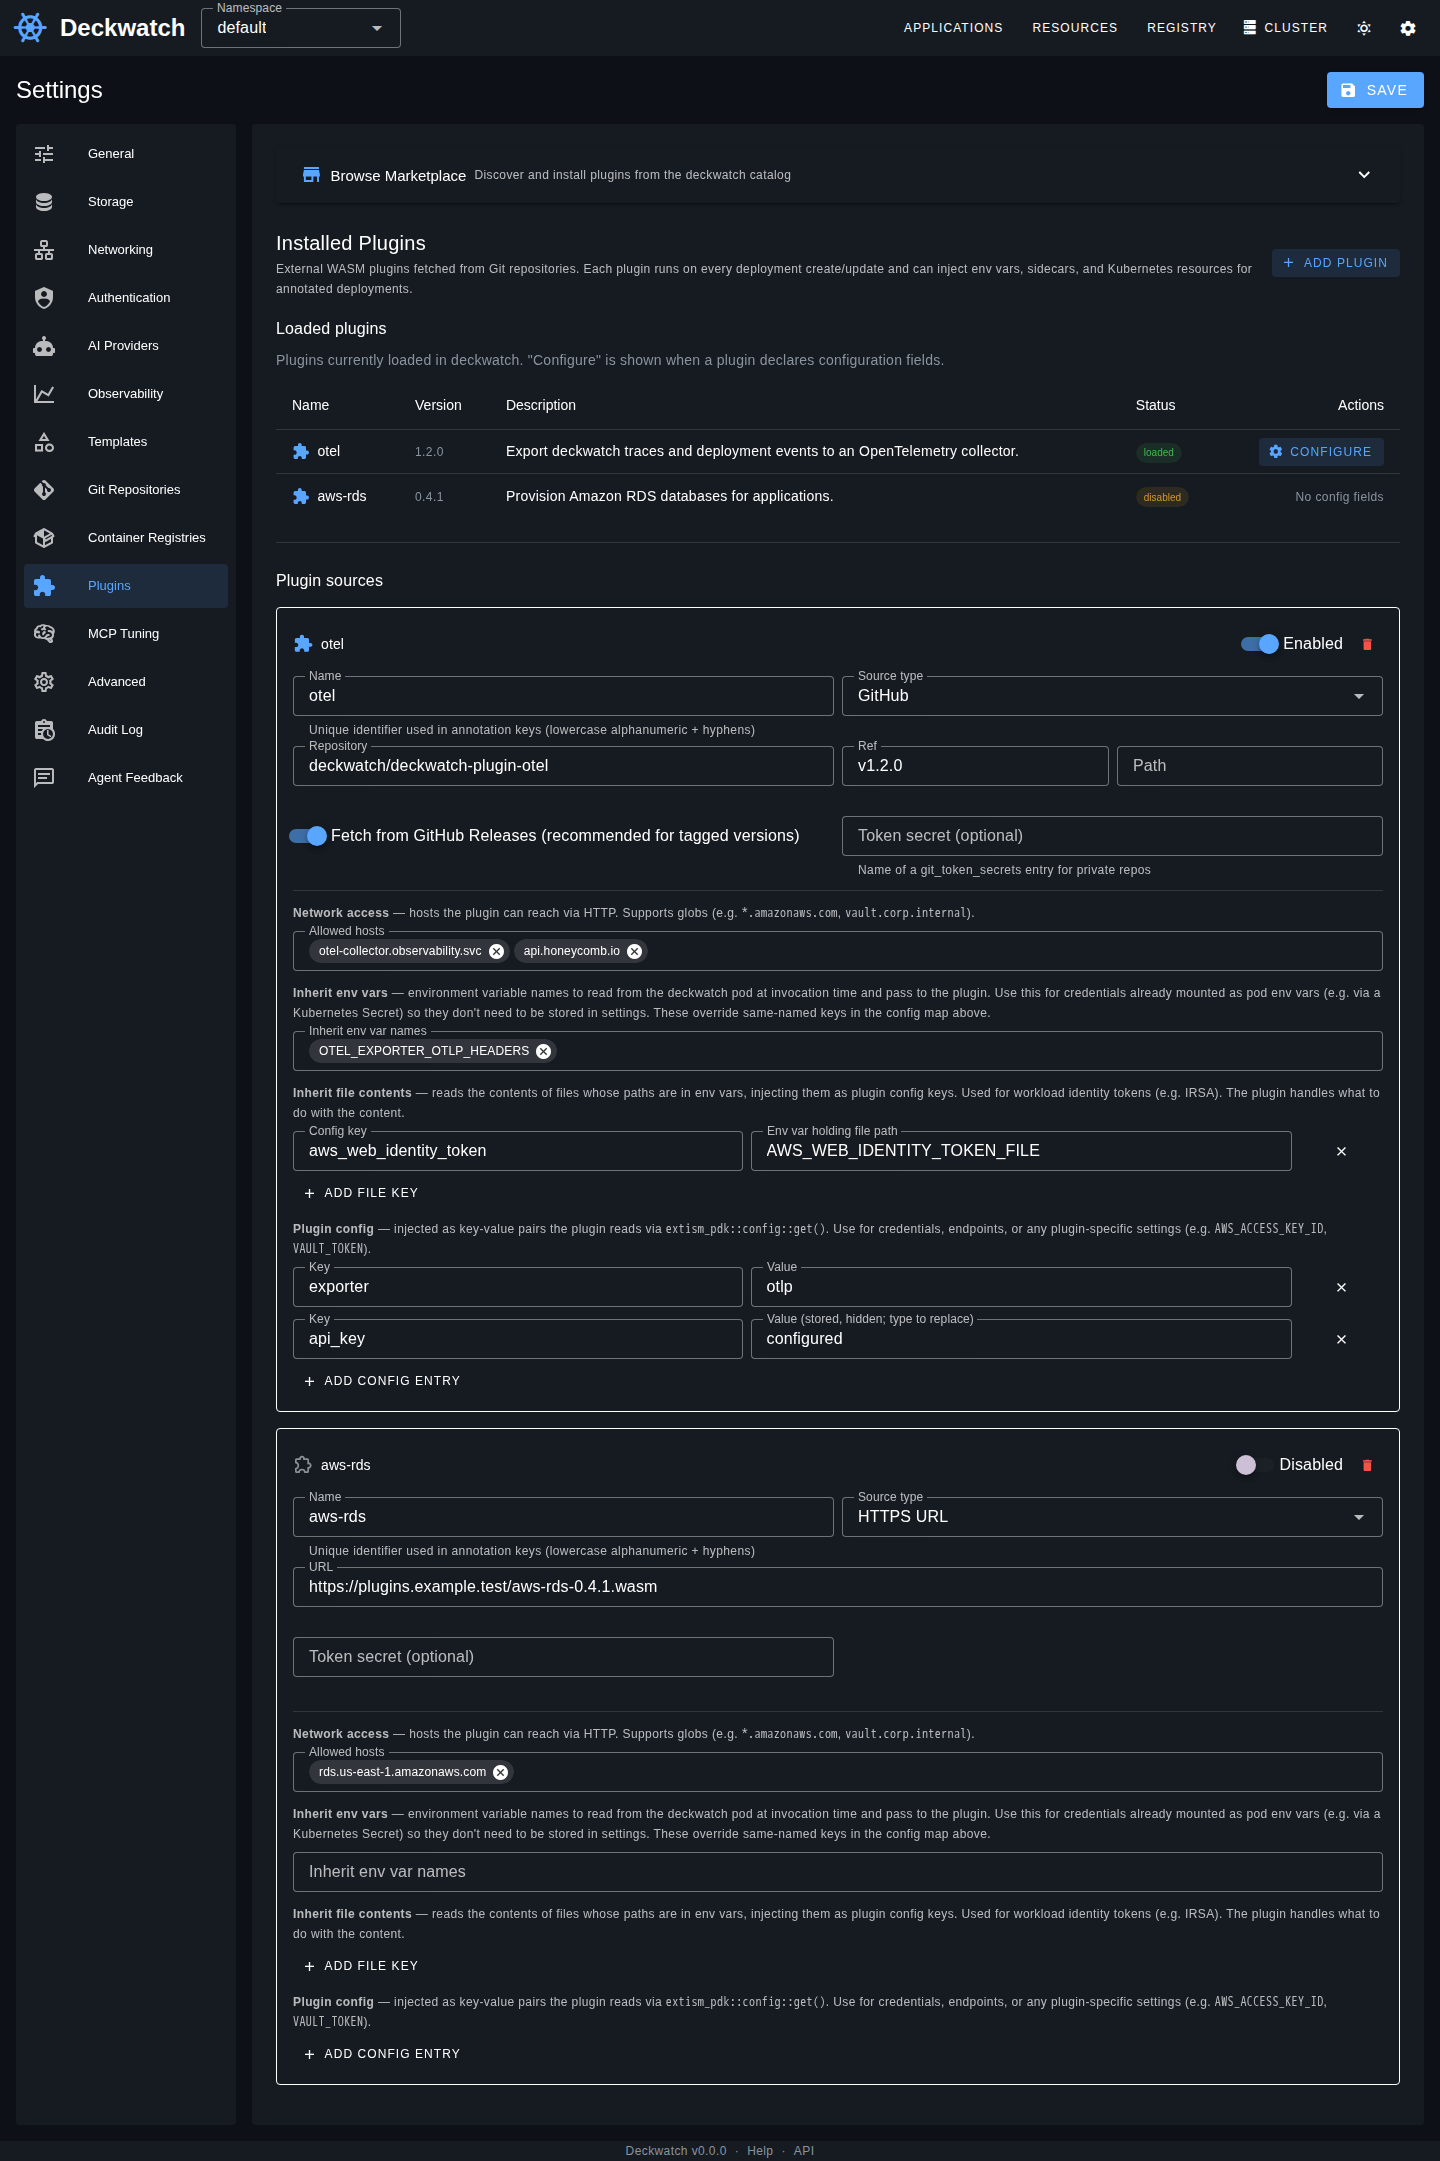 Deckwatch
Namespace
default
APPLICATIONS
RESOURCES
REGISTRY
CLUSTER
Settings
SAVE
General
Storage
Networking
Authentication
AI Providers
Observability
Templates
Git Repositories
Container Registries
Plugins
MCP Tuning
Advanced
Audit Log
Agent Feedback
Browse Marketplace Discover and install plugins from the deckwatch catalog
Installed Plugins
External WASM plugins fetched from Git repositories. Each plugin runs on every deployment create/update and can inject env vars, sidecars, and Kubernetes resources for
annotated deployments.
ADD PLUGIN
Loaded plugins
Plugins currently loaded in deckwatch. "Configure" is shown when a plugin declares configuration fields.
Name Version Description Status Actions
otel 1.2.0 Export deckwatch traces and deployment events to an OpenTelemetry collector. loaded CONFIGURE
aws-rds 0.4.1 Provision Amazon RDS databases for applications. disabled No config fields
Plugin sources
otel
Enabled
Name
otel
Source type
GitHub
Unique identifier used in annotation keys (lowercase alphanumeric + hyphens)
Repository
deckwatch/deckwatch-plugin-otel
Ref
v1.2.0
Path
Fetch from GitHub Releases (recommended for tagged versions)
Token secret (optional)
Name of a git_token_secrets entry for private repos
Network access — hosts the plugin can reach via HTTP. Supports globs (e.g. *.amazonaws.com, vault.corp.internal).
Allowed hosts
otel-collector.observability.svc
api.honeycomb.io
Inherit env vars — environment variable names to read from the deckwatch pod at invocation time and pass to the plugin. Use this for credentials already mounted as pod env vars (e.g. via a
Kubernetes Secret) so they don't need to be stored in settings. These override same-named keys in the config map above.
Inherit env var names
OTEL_EXPORTER_OTLP_HEADERS
Inherit file contents — reads the contents of files whose paths are in env vars, injecting them as plugin config keys. Used for workload identity tokens (e.g. IRSA). The plugin handles what to
do with the content.
Config key
aws_web_identity_token
Env var holding file path
AWS_WEB_IDENTITY_TOKEN_FILE
ADD FILE KEY
Plugin config — injected as key-value pairs the plugin reads via extism_pdk::config::get(). Use for credentials, endpoints, or any plugin-specific settings (e.g. AWS_ACCESS_KEY_ID,
VAULT_TOKEN).
Key
exporter
Value
otlp
Key
api_key
Value (stored, hidden; type to replace)
configured
ADD CONFIG ENTRY
aws-rds
Disabled
Name
aws-rds
Source type
HTTPS URL
Unique identifier used in annotation keys (lowercase alphanumeric + hyphens)
URL
https://plugins.example.test/aws-rds-0.4.1.wasm
Token secret (optional)
Network access — hosts the plugin can reach via HTTP. Supports globs (e.g. *.amazonaws.com, vault.corp.internal).
Allowed hosts
rds.us-east-1.amazonaws.com
Inherit env vars — environment variable names to read from the deckwatch pod at invocation time and pass to the plugin. Use this for credentials already mounted as pod env vars (e.g. via a
Kubernetes Secret) so they don't need to be stored in settings. These override same-named keys in the config map above.
Inherit env var names
Inherit file contents — reads the contents of files whose paths are in env vars, injecting them as plugin config keys. Used for workload identity tokens (e.g. IRSA). The plugin handles what to
do with the content.
ADD FILE KEY
Plugin config — injected as key-value pairs the plugin reads via extism_pdk::config::get(). Use for credentials, endpoints, or any plugin-specific settings (e.g. AWS_ACCESS_KEY_ID,
VAULT_TOKEN).
ADD CONFIG ENTRY
Deckwatch v0.0.0 · Help · API